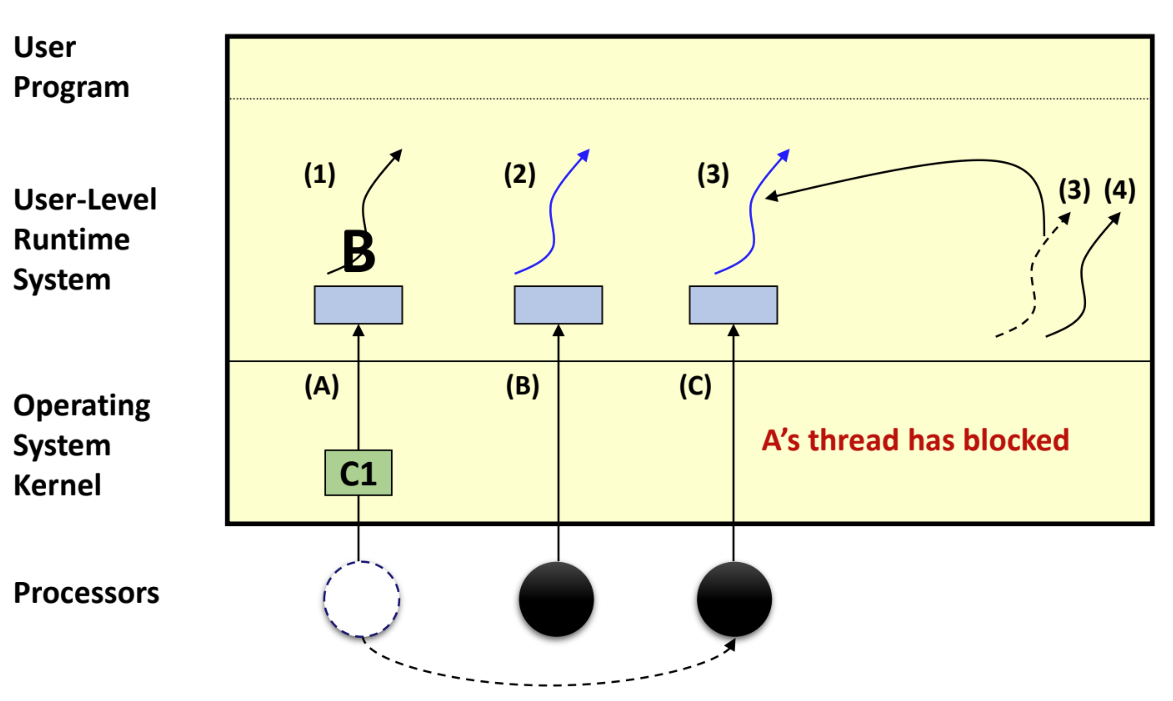 User
Program
(1)
(2)
(3)
(3)
(4)
User-Level
Runtime
System
B
(A)
(B)
(C)
Operating
System
Kernel
A's thread has blocked
C1
Processors